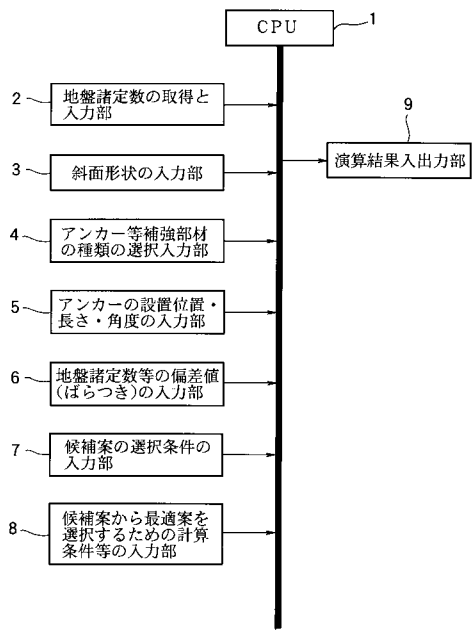 CPU
1
2
地盤諸定数の取得と
入力部
9
演算結果入出力部
3
斜面形状の入力部
4
アンカー等補強部材
の種類の選択入力部
5
アンカーの設置位置・
長さ・角度の入力部
6
地盤諸定数等の偏差値
(ばらつき)の入力部
7
候補案の選択条件の
入力部
8
候補案から最適案を
選択するための計算
条件等の入力部